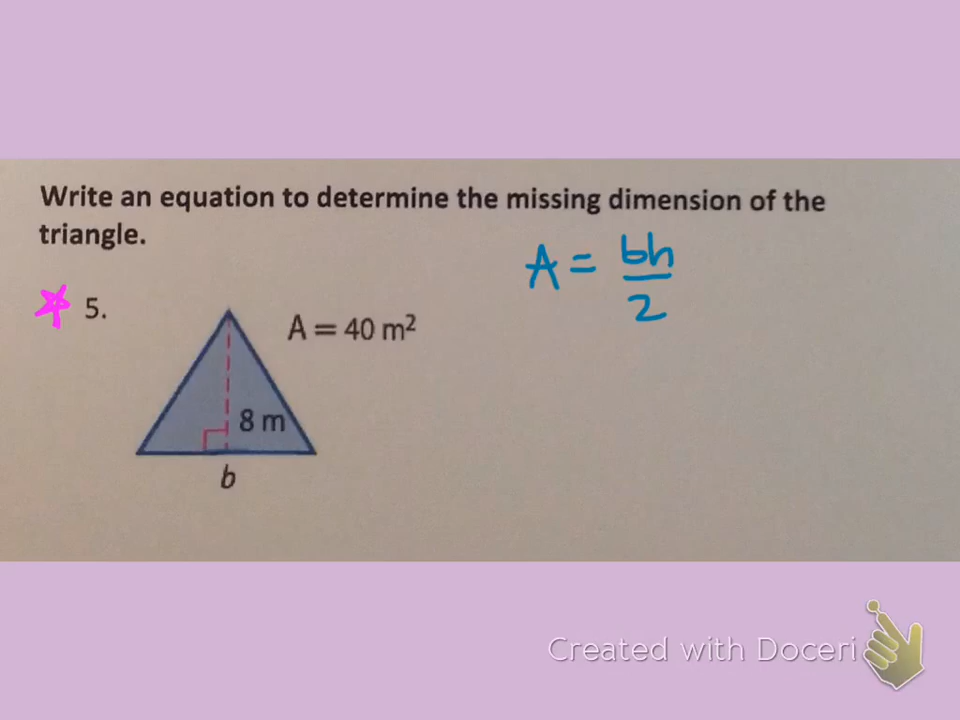 Write an equation to determine the missing dimension of the
triangle.
A = bh/2
5.
A = 40 m²
8 m
b
Created with Doceri